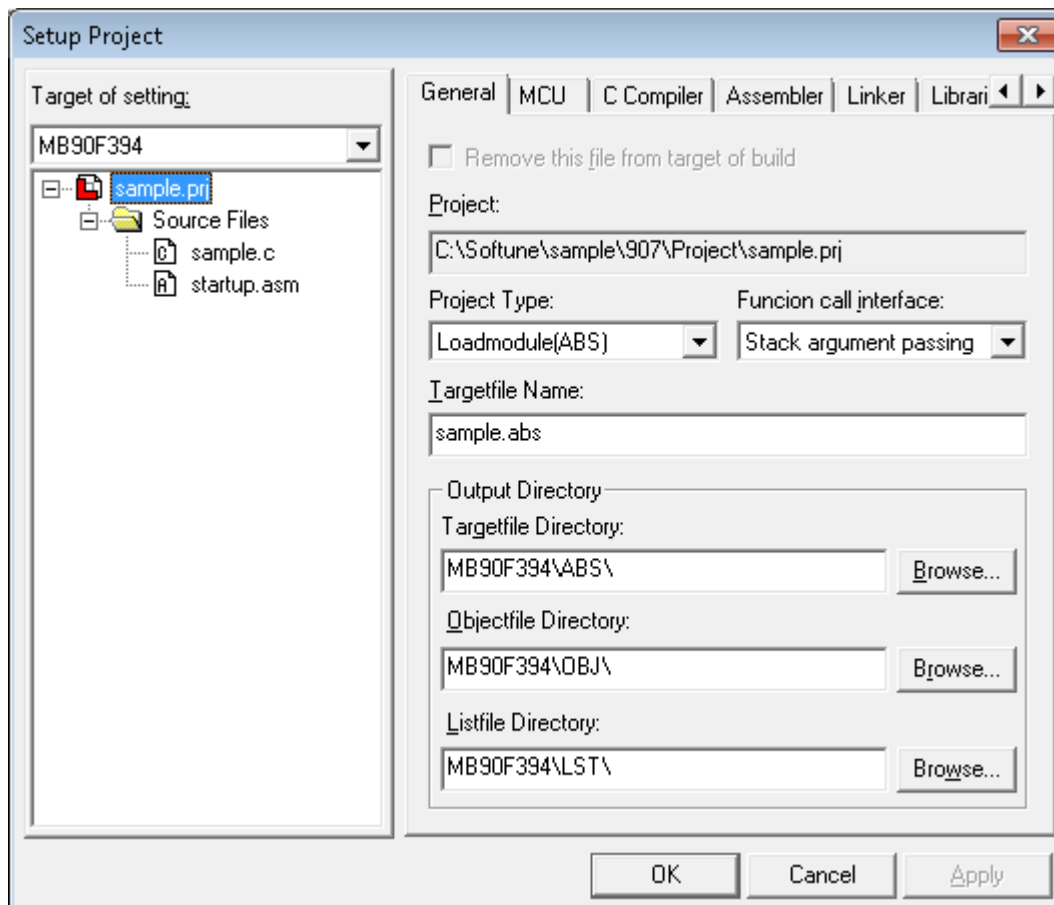 Setup Project
Target of setting:
MB90F394
sample.prj
Source Files
sample.c
startup.asm
General MCU C Compiler Assembler Linker Librari
Remove this file from target of build
Project:
C:\Softune\sample\907\Project\sample.prj
Project Type: Funcion call interface:
Loadmodule(ABS) Stack argument passing
Targetfile Name:
sample.abs
Output Directory
Targetfile Directory:
MB90F394\ABS\ Browse...
Objectfile Directory:
MB90F394\OBJ\ Browse...
Listfile Directory:
MB90F394\LST\ Browse...
OK Cancel Apply